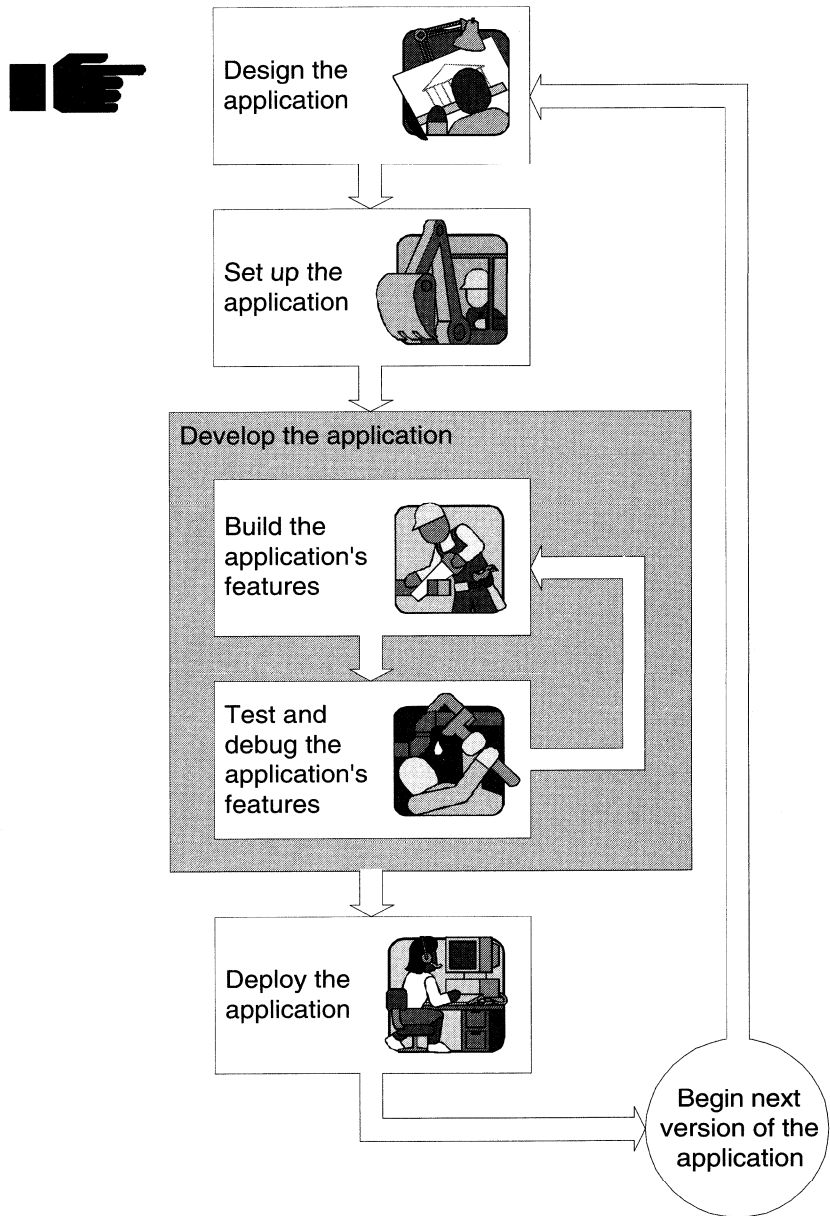 Design the
application
Set up the
application
Develop the application
Build the
application's
features
Test and
debug the
application's
features
Deploy the
application
Begin next
version of the
application